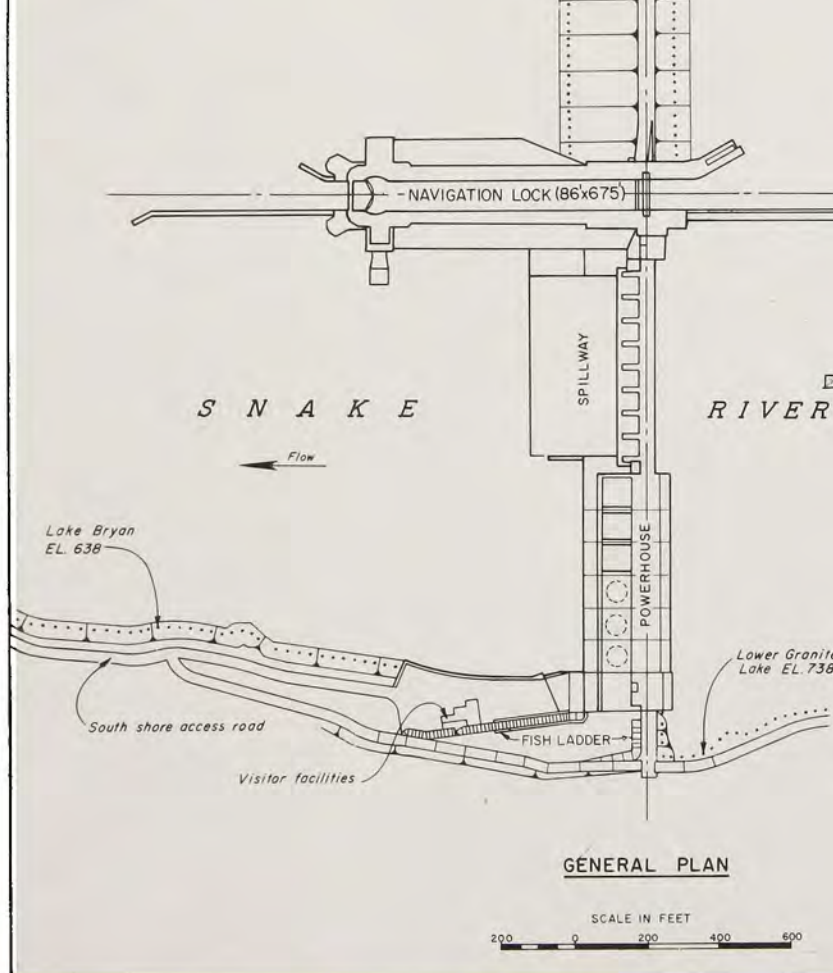 NAVIGATION LOCK (86'x675')
SPILLWAY
S N A K E
RIVER
Flow
Lake Bryan
EL. 638
POWERHOUSE
Lower Granite
Lake EL. 738
South shore access road
FISH LADDER
Visitor facilities
GENERAL PLAN
SCALE IN FEET
200 0 200 400 600